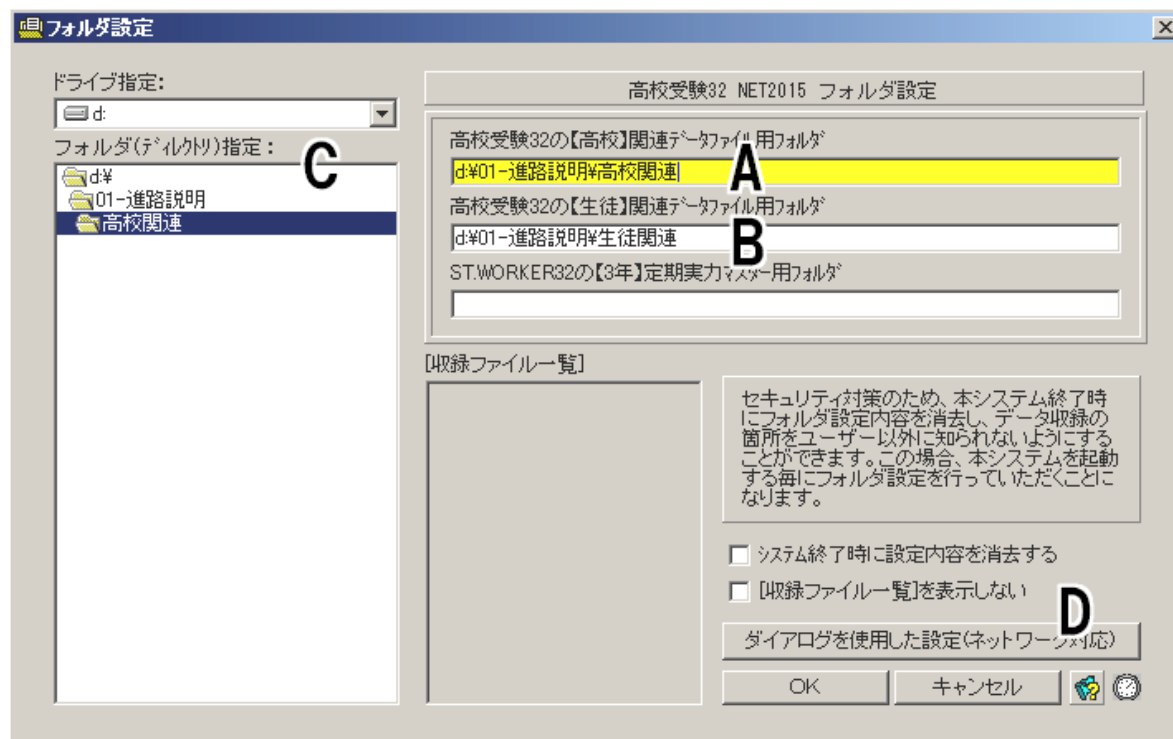 フォルダ設定
ドライブ指定:
d:
フォルダ(ディレクトリ)指定:
C
d:¥
01-進路説明
高校関連
高校受験32 NET2015 フォルダ設定
高校受験32の【高校】関連データファイル用フォルダ
A
d:¥01-進路説明¥高校関連
高校受験32の【生徒】関連データファイル用フォルダ
B
d:¥01-進路説明¥生徒関連
ST.WORKER32の【3年】定期実力マスター用フォルダ
[収録ファイル一覧]
セキュリティ対策のため、本システム終了時
にフォルダ設定内容を消去し、データ収録の
箇所をユーザー以外に知られないようにする
ことができます。この場合、本システムを起動
する毎にフォルダ設定を行っていただくことに
なります。
システム終了時に設定内容を消去する
[収録ファイル一覧]を表示しない
D
ダイアログを使用した設定(ネットワーク対応)
OK
キャンセル